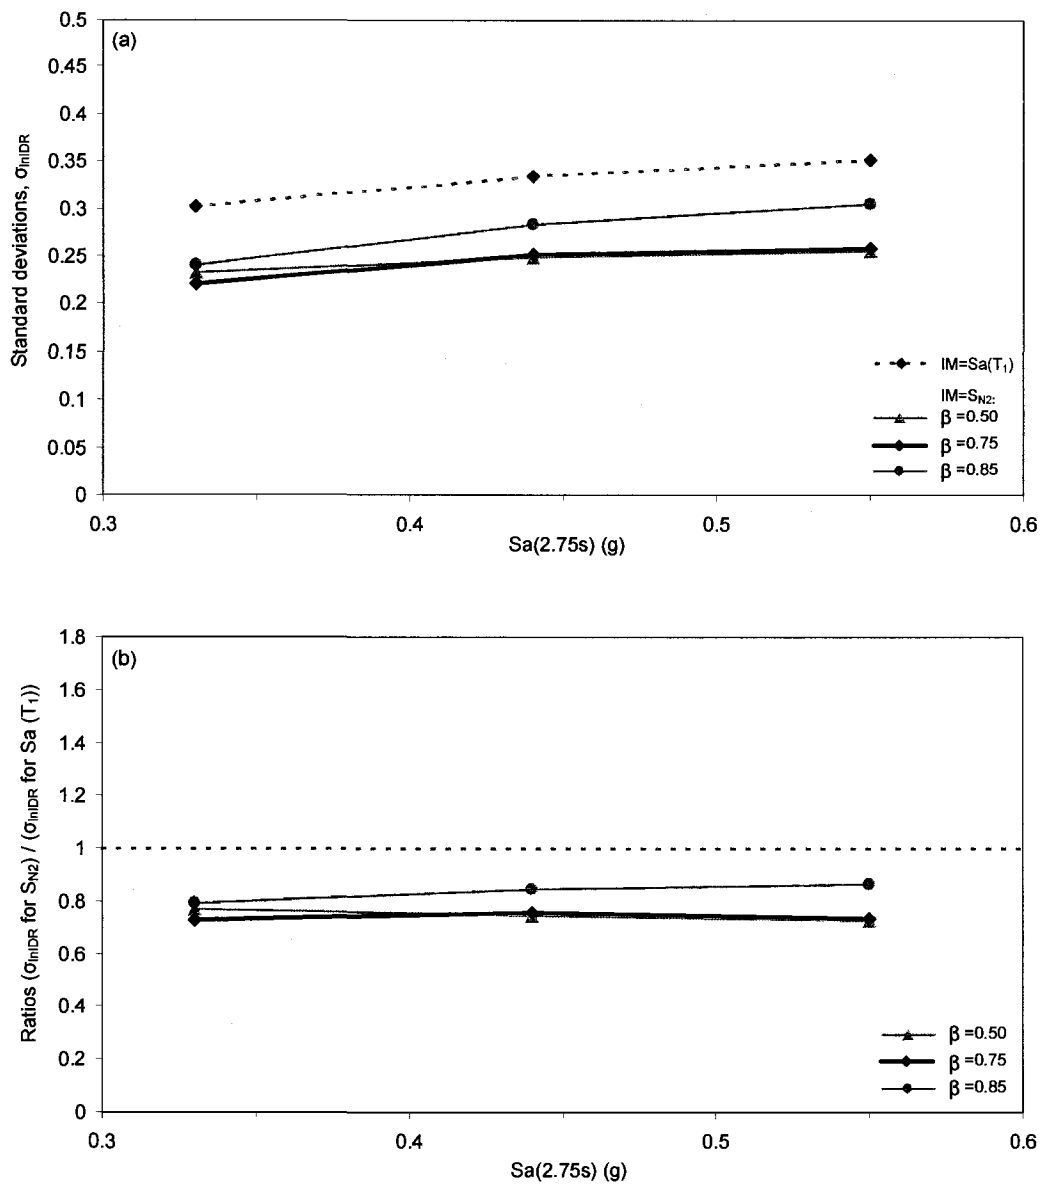 (a)
0.5
0.45
0.4
0.35
0.3
0.25
0.2
0.15
0.1
0.05
0
Standard deviations, σlnIDR
IM=Sa(T1)
IM=SN2:
β=0.50
β=0.75
β=0.85
0.3 0.4 0.5 0.6
Sa(2.75s) (g)
(b)
1.8
1.6
1.4
1.2
1
0.8
0.6
0.4
0.2
0
Ratios (σlnIDR for SN2) / (σlnIDR for Sa (T1))
β=0.50
β=0.75
β=0.85
0.3 0.4 0.5 0.6
Sa(2.75s) (g)